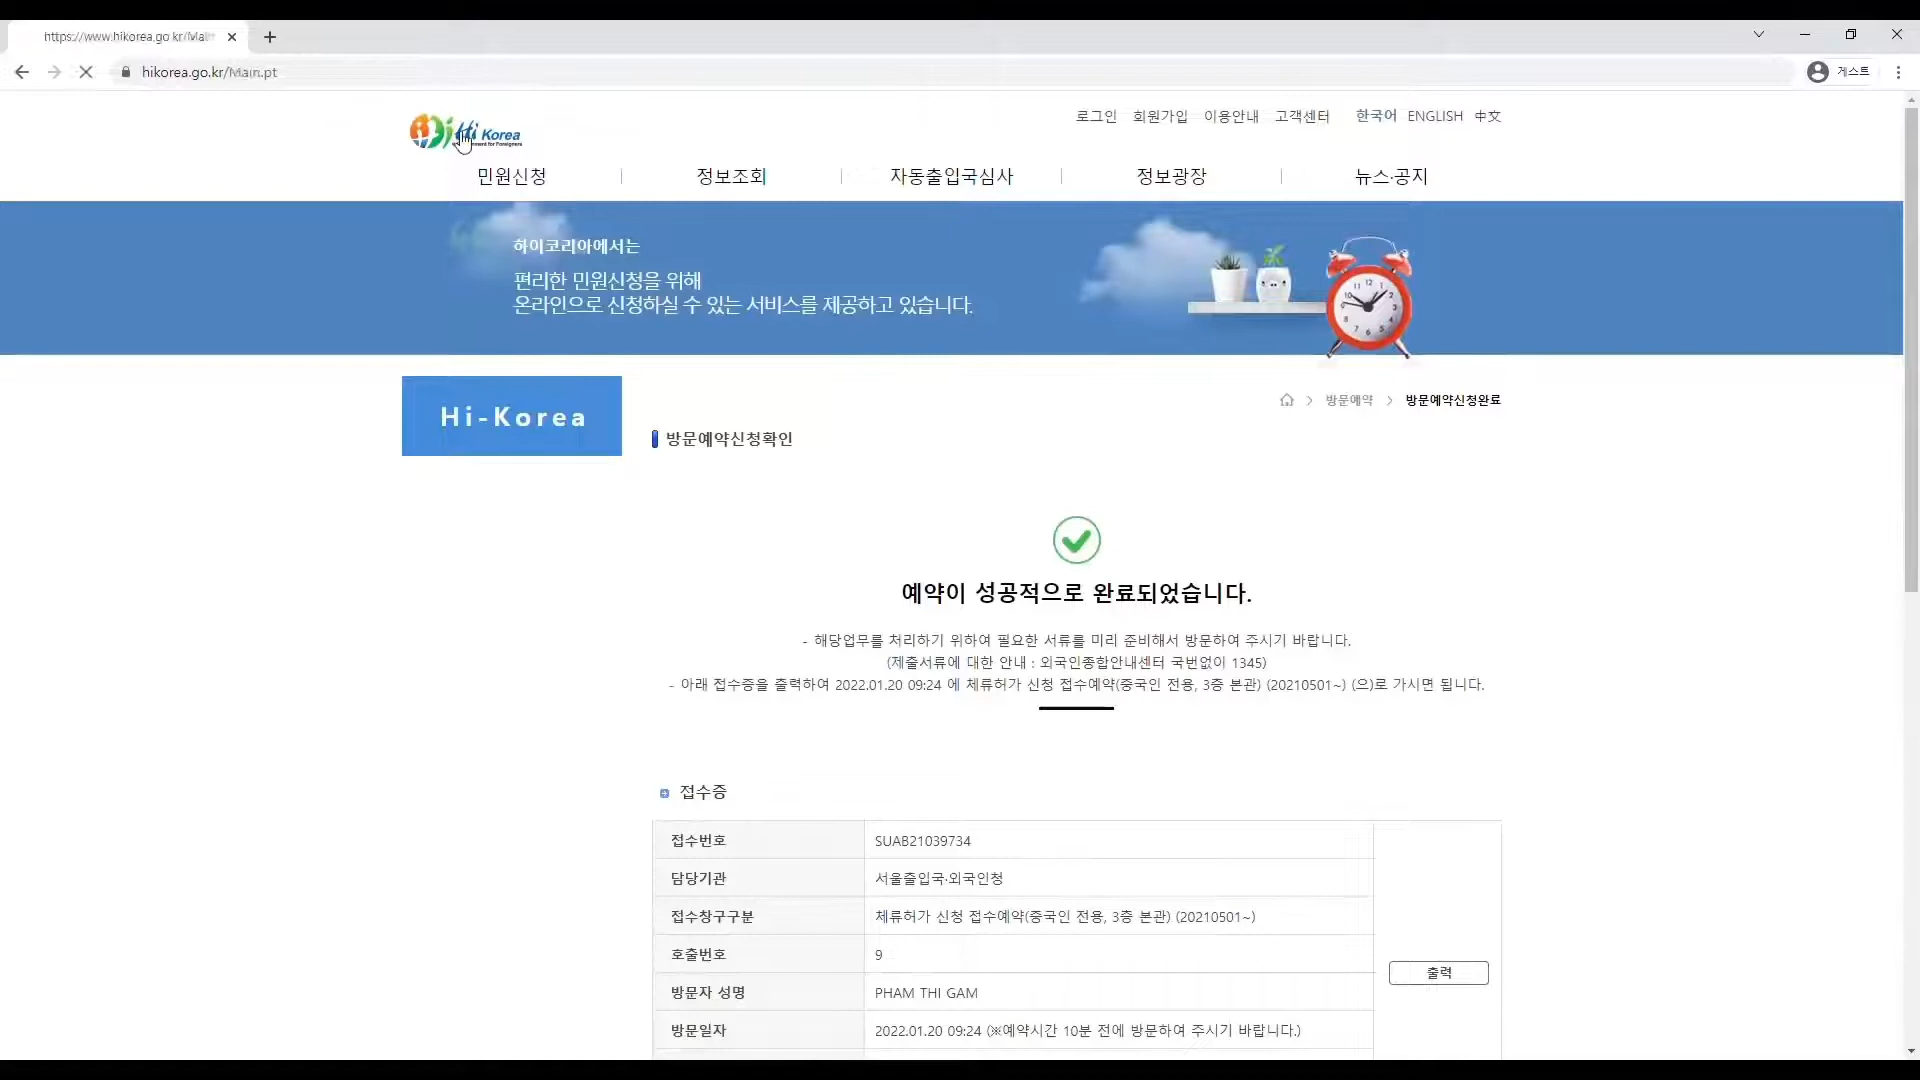 hikorea.go.kr/Main.pt
게스트
Hi Korea
로그인 회원가입 이용안내 고객센터 한국어 ENGLISH 中文
민원신청 정보조회 자동출입국심사 정보광장 뉴스·공지
하이코리아에서는
편리한 민원신청을 위해
온라인으로 신청하실 수 있는 서비스를 제공하고 있습니다.
Hi-Korea
방문예약 방문예약신청완료
방문예약신청확인
예약이 성공적으로 완료되었습니다.
- 해당업무를 처리하기 위하여 필요한 서류를 미리 준비해서 방문하여 주시기 바랍니다.
(제출서류에 대한 안내 : 외국인종합안내센터 국번없이 1345)
- 아래 접수증을 출력하여 2022.01.20 09:24 에 체류허가 신청 접수예약(중국인 전용, 3층 본관) (20210501~) (으)로 가시면 됩니다.
접수증
접수번호 SUAB21039734
담당기관 서울출입국·외국인청
접수창구구분 체류허가 신청 접수예약(중국인 전용, 3층 본관) (20210501~)
호출번호 9
출력
방문자 성명 PHAM THI GAM
방문일자 2022.01.20 09:24 (※예약시간 10분 전에 방문하여 주시기 바랍니다.)